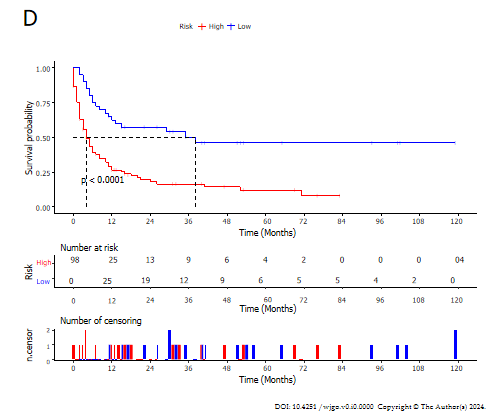 D
Risk High Low
Survival probability
1.00
0.75
0.50
0.25
0.00
p < 0.0001
0 12 24 36 48 60 72 84 96 108 120
Time (Months)
Number at risk
Risk
High 98 25 13 9 6 4 2 0 0 0 04
Low 0 25 19 12 9 6 5 5 4 2 0
0 12 24 36 48 60 72 84 96 108 120
Time (Months)
Number of censoring
n.censor
2
1
0
0 12 24 36 48 60 72 84 96 108 120
Time (Months)
DOI: 10.4251 /wjgo.v0.i0.0000 Copyright © The Author(s) 2024.